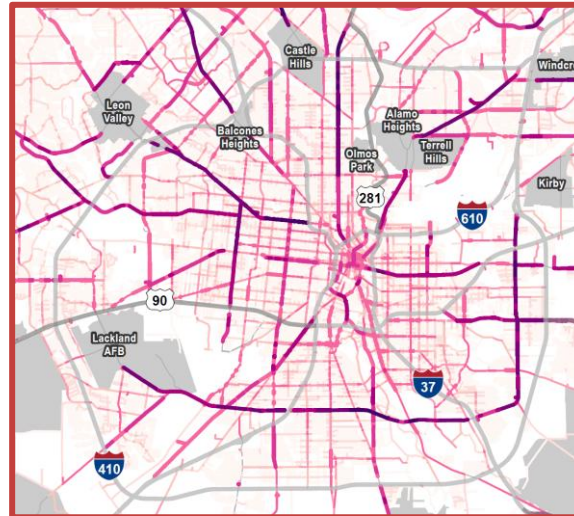 Castle
Hills
Windcre
Leon
Valley
Balcones
Heights
Alamo
Heights
Olmos
Park
Terrell
Hills
Kirby
281
610
90
Lackland
AFB
37
410